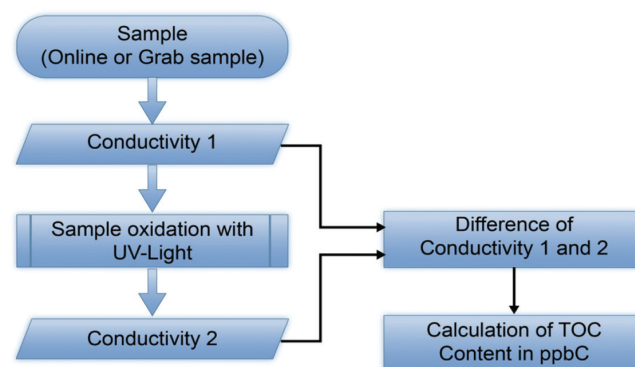 Sample
(Online or Grab sample)
Conductivity 1
Sample oxidation with
UV-Light
Conductivity 2
Difference of
Conductivity 1 and 2
Calculation of TOC
Content in ppbC